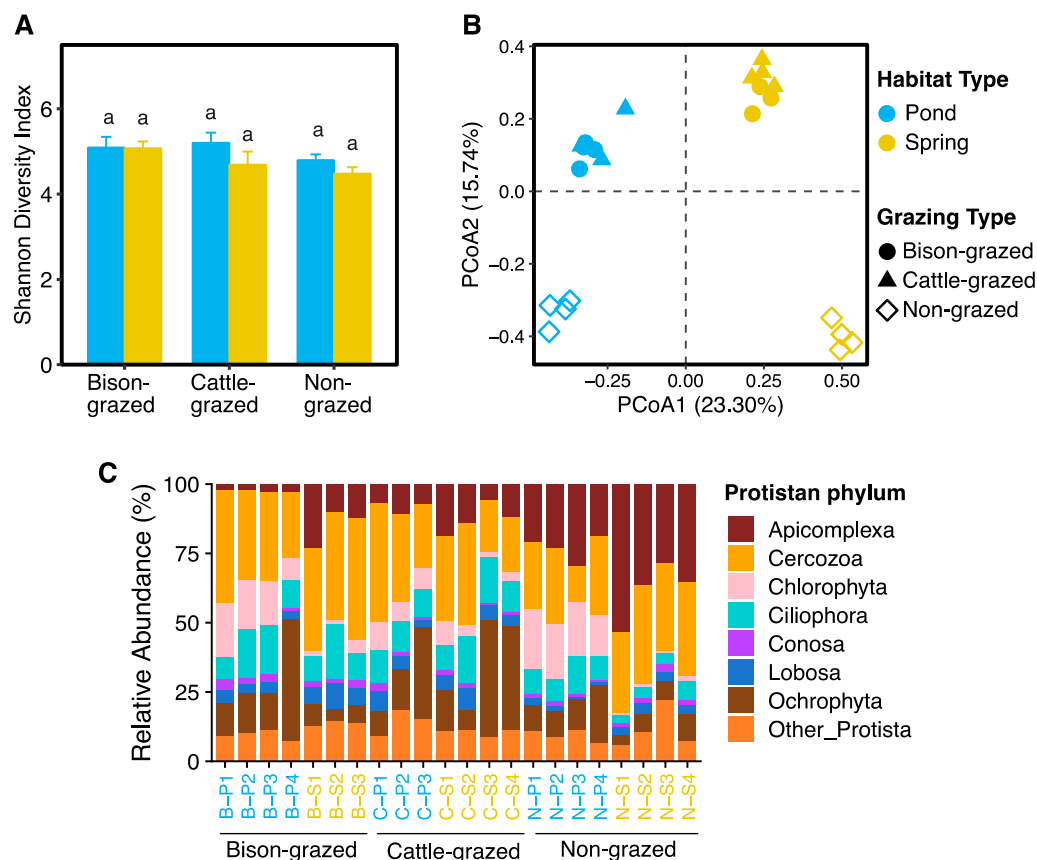 A
Shannon Diversity Index
6
4
2
0
a
a
a
a
a
a
Bison-
grazed
Cattle-
grazed
Non-
grazed
B
PCoA2 (15.74%)
0.4
0.2
0.0
−0.2
−0.4
−0.25
0.00
0.25
0.50
PCoA1 (23.30%)
Habitat Type
Pond
Spring
Grazing Type
Bison-grazed
Cattle-grazed
Non-grazed
C
Relative Abundance (%)
100
75
50
25
0
B−P1
B−P2
B−P3
B−P4
B−S1
B−S2
B−S3
C−P1
C−P2
C−P3
C−S1
C−S2
C−S3
C−S4
N−P1
N−P2
N−P3
N−P4
N−S1
N−S2
N−S3
N−S4
Bison-grazed
Cattle-grazed
Non-grazed
Protistan phylum
Apicomplexa
Cercozoa
Chlorophyta
Ciliophora
Conosa
Lobosa
Ochrophyta
Other_Protista